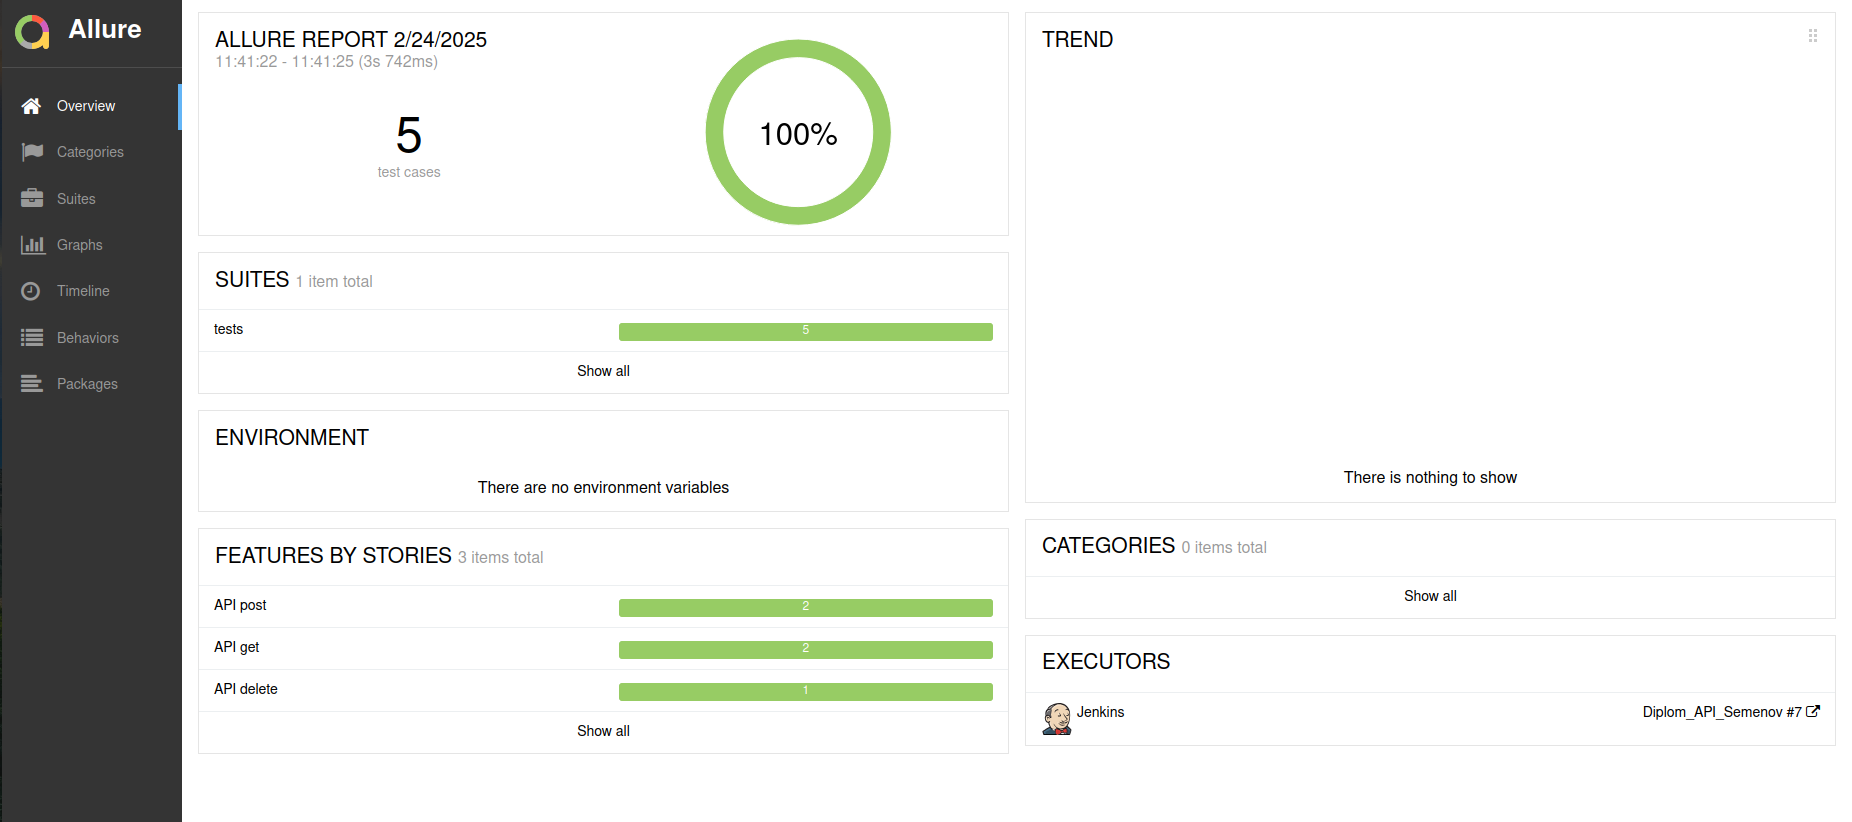 Allure
Overview
Categories
Suites
Graphs
Timeline
Behaviors
Packages
ALLURE REPORT 2/24/2025
11:41:22 - 11:41:25 (3s 742ms)
5
test cases
100%
SUITES 1 item total
tests 5
Show all
ENVIRONMENT
There are no environment variables
FEATURES BY STORIES 3 items total
API post 2
API get 2
API delete 1
Show all
TREND
There is nothing to show
CATEGORIES 0 items total
Show all
EXECUTORS
Jenkins Diplom_API_Semenov #7